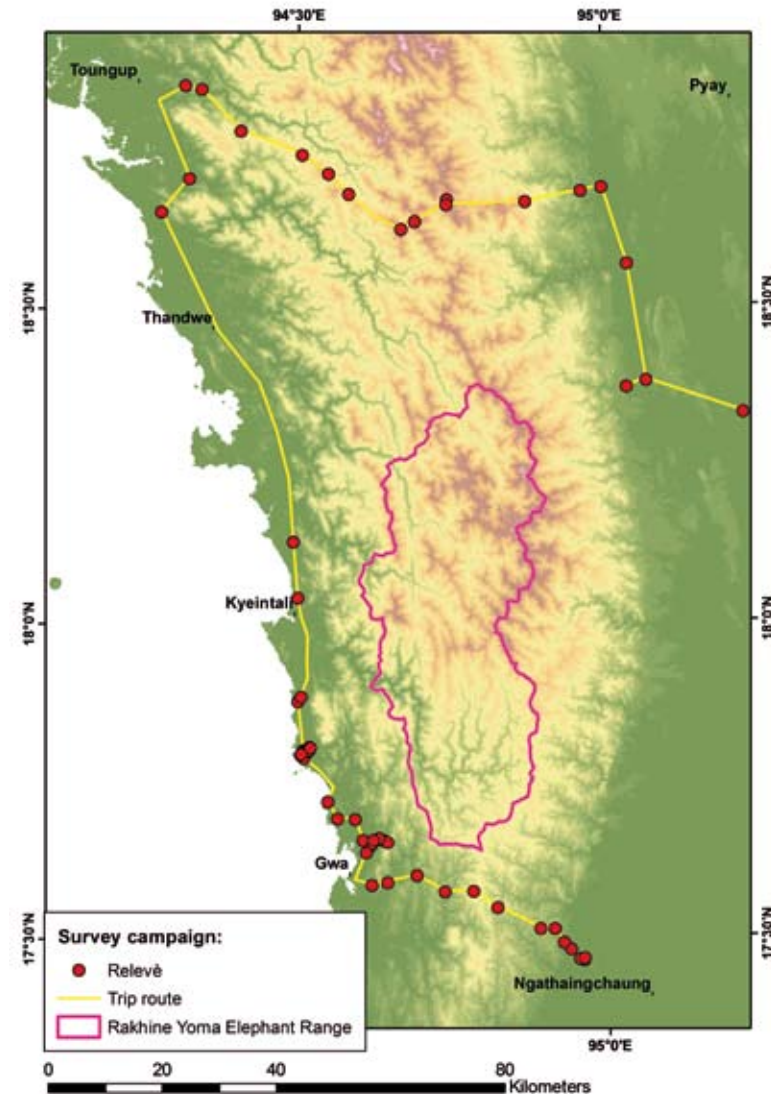 94°30'E
95°0'E
Toungup
Pyay
18°30'N
18°30'N
Thandwe
Kyeintali
18°0'N
18°0'N
Gwa
17°30'N
17°30'N
Survey campaign:
Relevè
Trip route
Rakhine Yoma Elephant Range
Ngathaingchaung
95°0'E
0 20 40 80
Kilometers